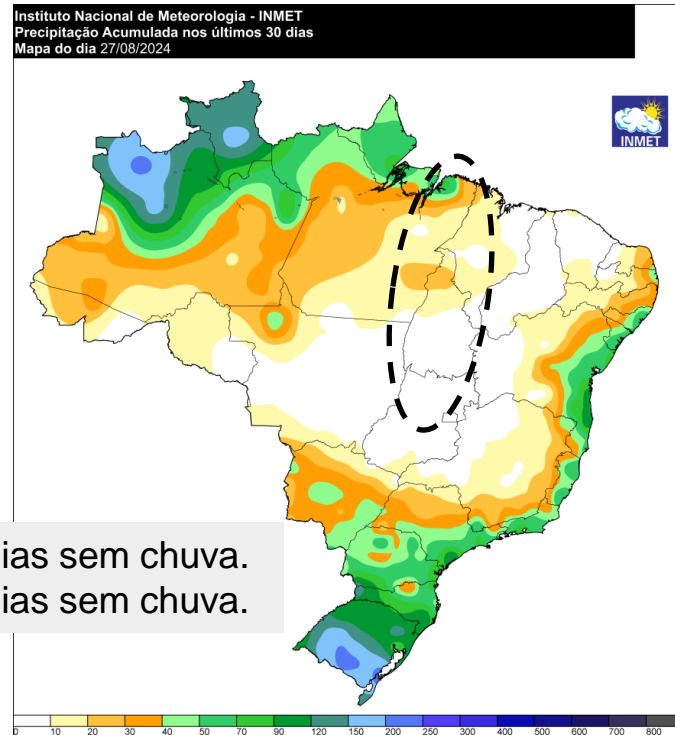 Instituto Nacional de Meteorologia - INMET
Precipitação Acumulada nos últimos 30 dias
Mapa do dia 27/08/2024
INMET
ias sem chuva.
ias sem chuva.
0 10 20 30 40 50 70 90 120 150 200 250 300 400 500 600 700 800